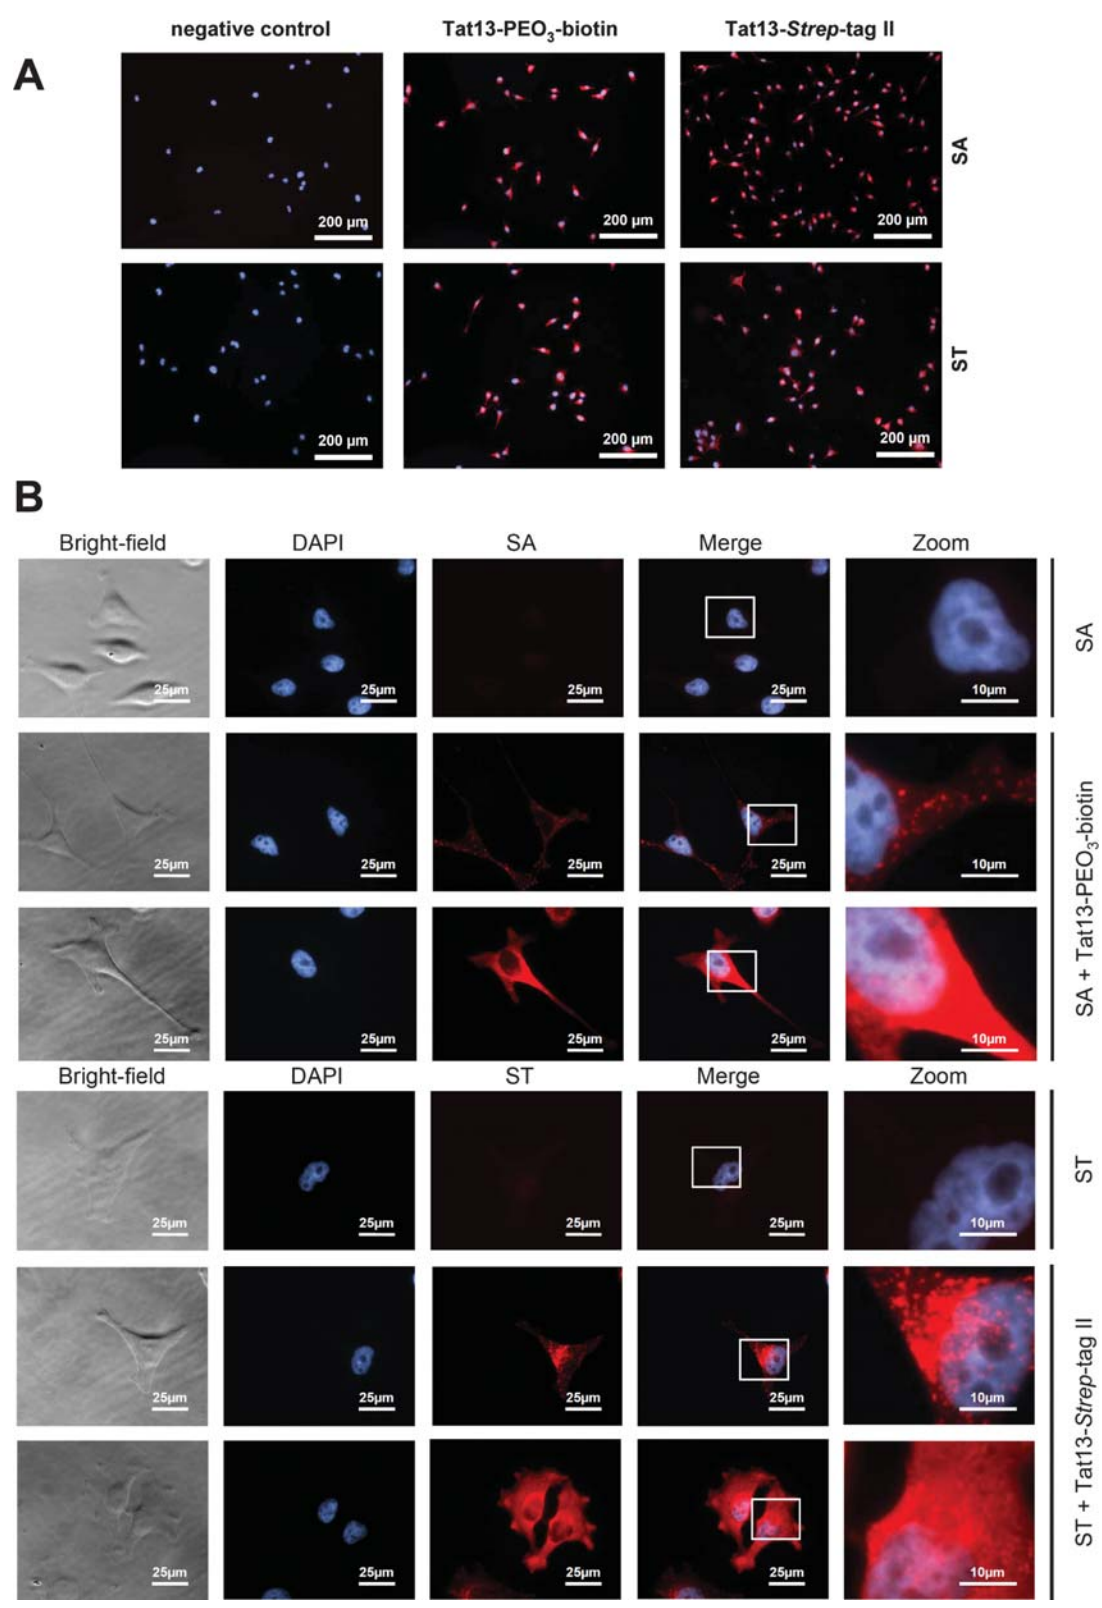 negative control Tat13-PEO3-biotin Tat13-Strep-tag II
A
200 µm 200 µm 200 µm SA
200 µm 200 µm 200 µm ST
B
Bright-field DAPI SA Merge Zoom
25µm 25µm 25µm 25µm 10µm SA
25µm 25µm 25µm 25µm 10µm
SA + Tat13-PEO3-biotin
25µm 25µm 25µm 25µm 10µm
Bright-field DAPI ST Merge Zoom
25µm 25µm 25µm 25µm 10µm ST
25µm 25µm 25µm 25µm 10µm
ST + Tat13-Strep-tag II
25µm 25µm 25µm 25µm 10µm